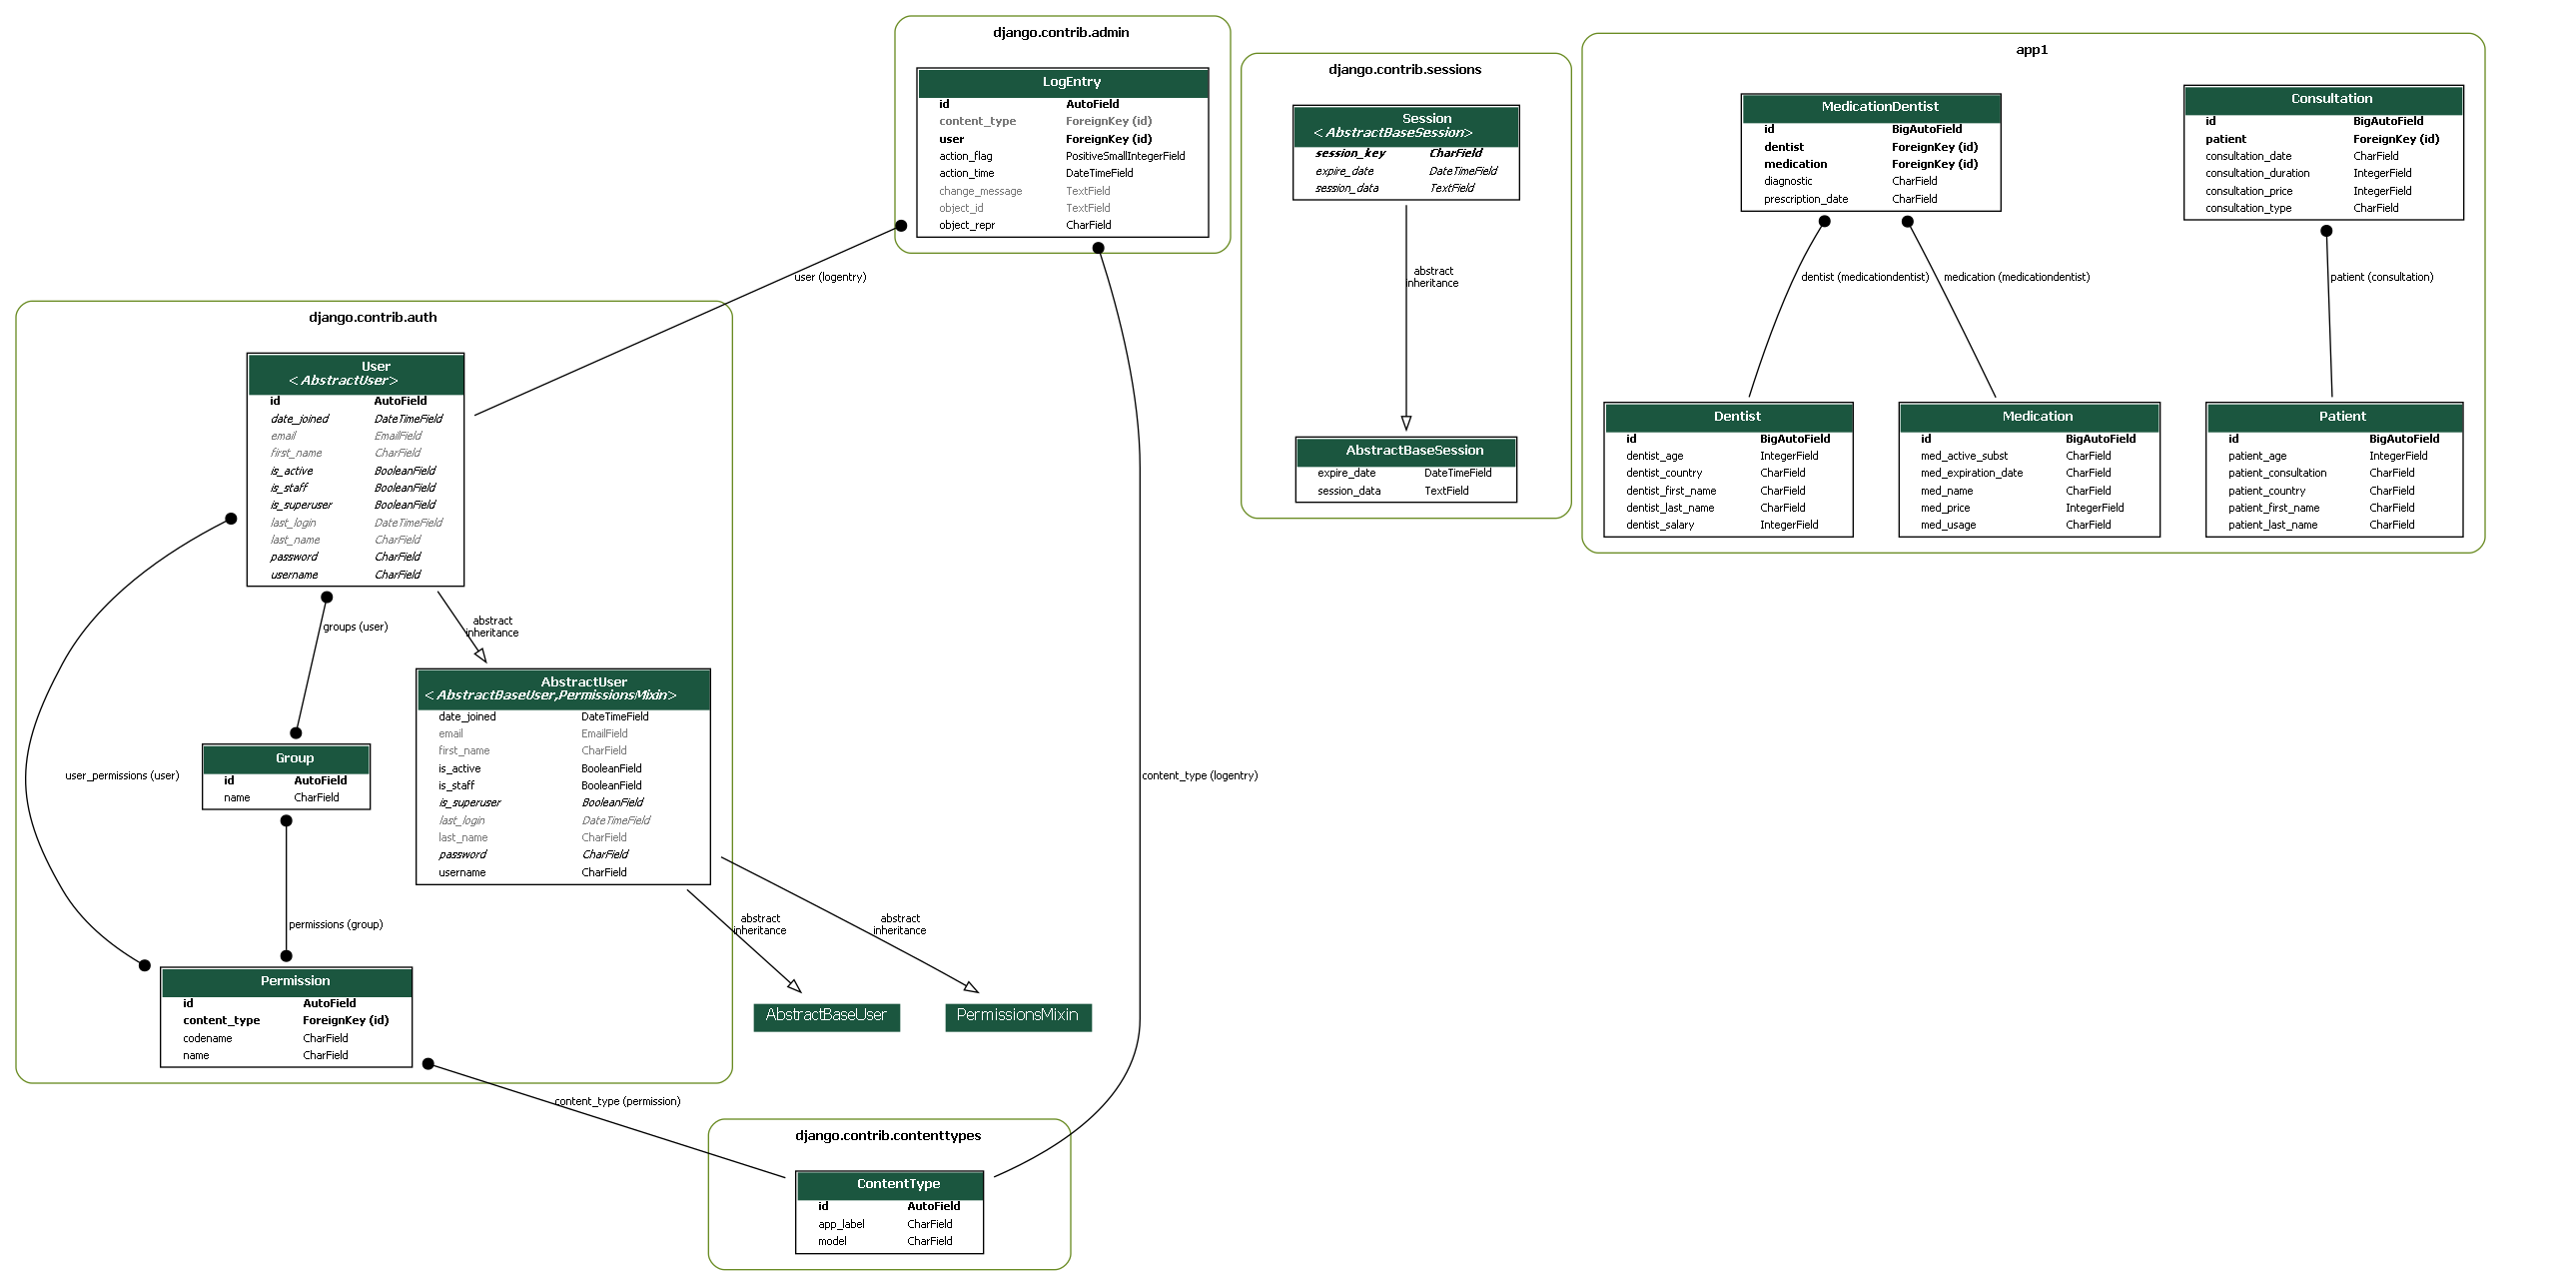 django.contrib.admin
LogEntry
id AutoField
content_type ForeignKey (id)
user ForeignKey (id)
action_flag PositiveSmallIntegerField
action_time DateTimeField
change_message TextField
object_id TextField
object_repr CharField
django.contrib.sessions
Session
<AbstractBaseSession>
session_key CharField
expire_date DateTimeField
session_data TextField
abstract
inheritance
AbstractBaseSession
expire_date DateTimeField
session_data TextField
app1
MedicationDentist
id BigAutoField
dentist ForeignKey (id)
medication ForeignKey (id)
diagnostic CharField
prescription_date CharField
Consultation
id BigAutoField
patient ForeignKey (id)
consultation_date CharField
consultation_duration IntegerField
consultation_price IntegerField
consultation_type CharField
dentist (medicationdentist)
medication (medicationdentist)
patient (consultation)
Dentist
id BigAutoField
dentist_age IntegerField
dentist_country CharField
dentist_first_name CharField
dentist_last_name CharField
dentist_salary IntegerField
Medication
id BigAutoField
med_active_subst CharField
med_expiration_date CharField
med_name CharField
med_price IntegerField
med_usage CharField
Patient
id BigAutoField
patient_age IntegerField
patient_consultation CharField
patient_country CharField
patient_first_name CharField
patient_last_name CharField
user (logentry)
django.contrib.auth
User
<AbstractUser>
id AutoField
date_joined DateTimeField
email EmailField
first_name CharField
is_active BooleanField
is_staff BooleanField
is_superuser BooleanField
last_login DateTimeField
last_name CharField
password CharField
username CharField
groups (user)
abstract
inheritance
AbstractUser
<AbstractBaseUser,PermissionsMixin>
date_joined DateTimeField
email EmailField
first_name CharField
is_active BooleanField
is_staff BooleanField
is_superuser BooleanField
last_login DateTimeField
last_name CharField
password CharField
username CharField
Group
id AutoField
name CharField
user_permissions (user)
content_type (logentry)
permissions (group)
abstract
inheritance
abstract
inheritance
Permission
id AutoField
content_type ForeignKey (id)
codename CharField
name CharField
AbstractBaseUser
PermissionsMixin
content_type (permission)
django.contrib.contenttypes
ContentType
id AutoField
app_label CharField
model CharField